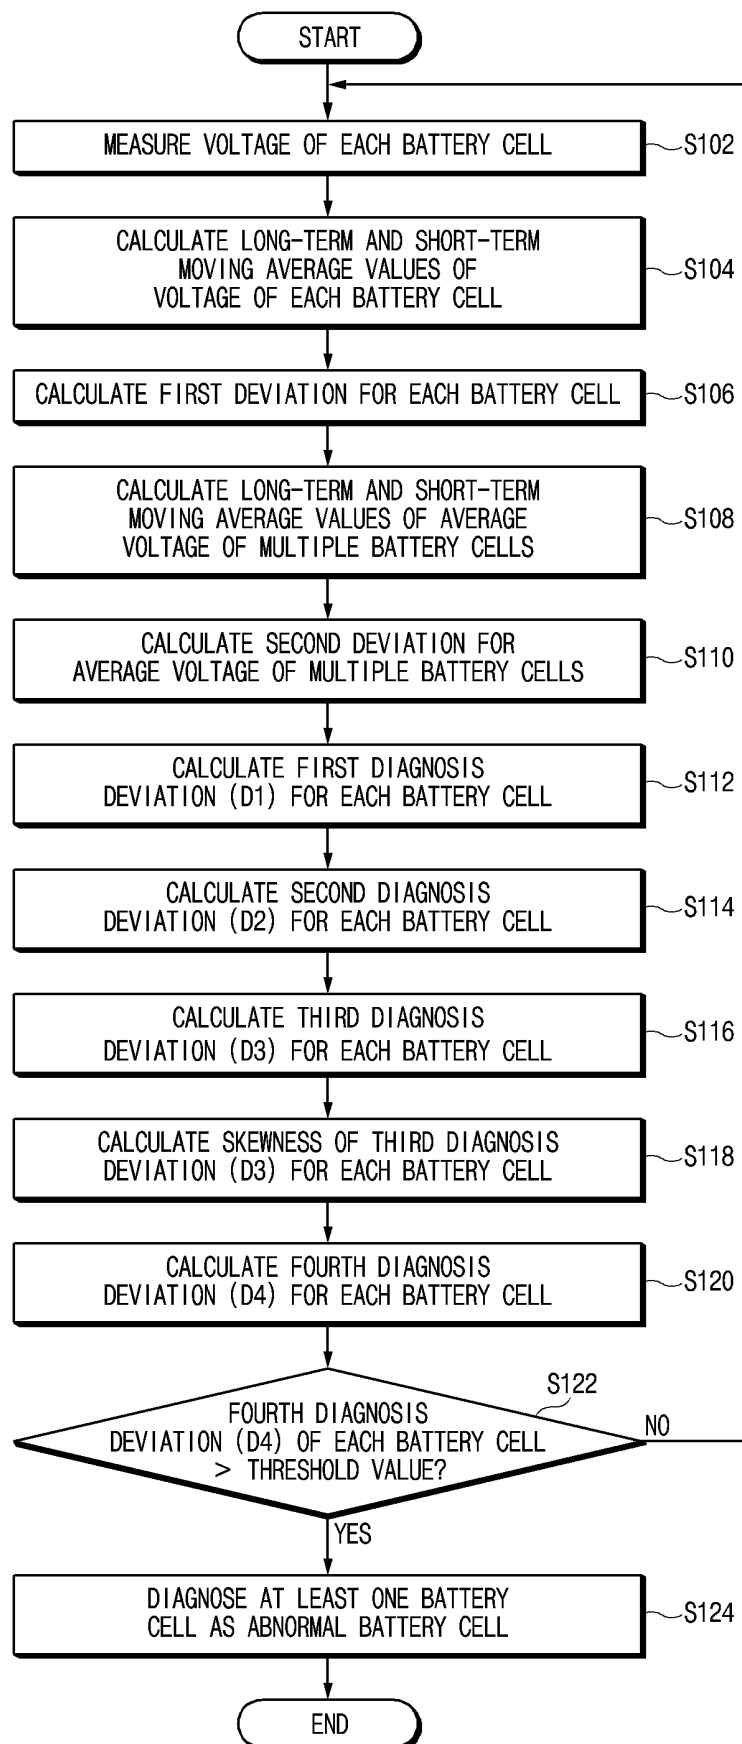 START
MEASURE VOLTAGE OF EACH BATTERY CELL
S102
CALCULATE LONG-TERM AND SHORT-TERM
MOVING AVERAGE VALUES OF
VOLTAGE OF EACH BATTERY CELL
S104
CALCULATE FIRST DEVIATION FOR EACH BATTERY CELL
S106
CALCULATE LONG-TERM AND SHORT-TERM
MOVING AVERAGE VALUES OF AVERAGE
VOLTAGE OF MULTIPLE BATTERY CELLS
S108
CALCULATE SECOND DEVIATION FOR
AVERAGE VOLTAGE OF MULTIPLE BATTERY CELLS
S110
CALCULATE FIRST DIAGNOSIS
DEVIATION (D1) FOR EACH BATTERY CELL
S112
CALCULATE SECOND DIAGNOSIS
DEVIATION (D2) FOR EACH BATTERY CELL
S114
CALCULATE THIRD DIAGNOSIS
DEVIATION (D3) FOR EACH BATTERY CELL
S116
CALCULATE SKEWNESS OF THIRD DIAGNOSIS
DEVIATION (D3) FOR EACH BATTERY CELL
S118
CALCULATE FOURTH DIAGNOSIS
DEVIATION (D4) FOR EACH BATTERY CELL
S120
S122
FOURTH DIAGNOSIS
DEVIATION (D4) OF EACH BATTERY CELL
> THRESHOLD VALUE?
NO
YES
DIAGNOSE AT LEAST ONE BATTERY
CELL AS ABNORMAL BATTERY CELL
S124
END